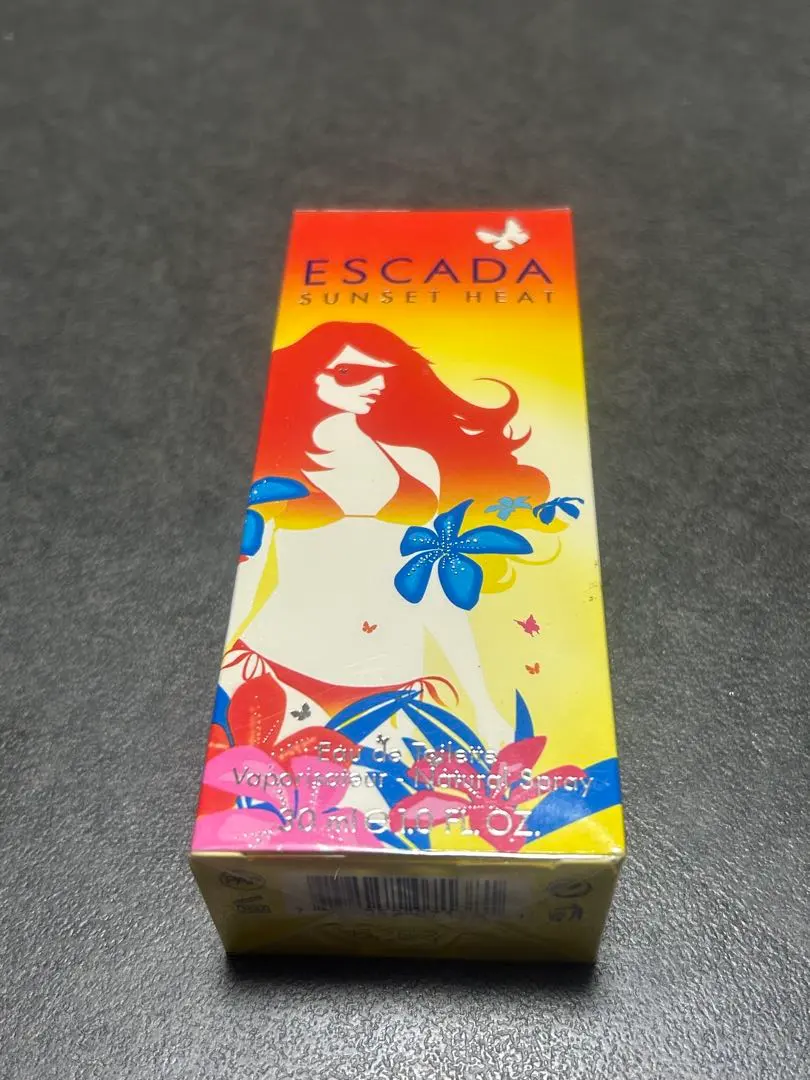 ESCADA
SUNSET HEAT
Eau de Toilette
Vaporisateur - Natural Spray
30 ml ℮ 1.0 FL. OZ.